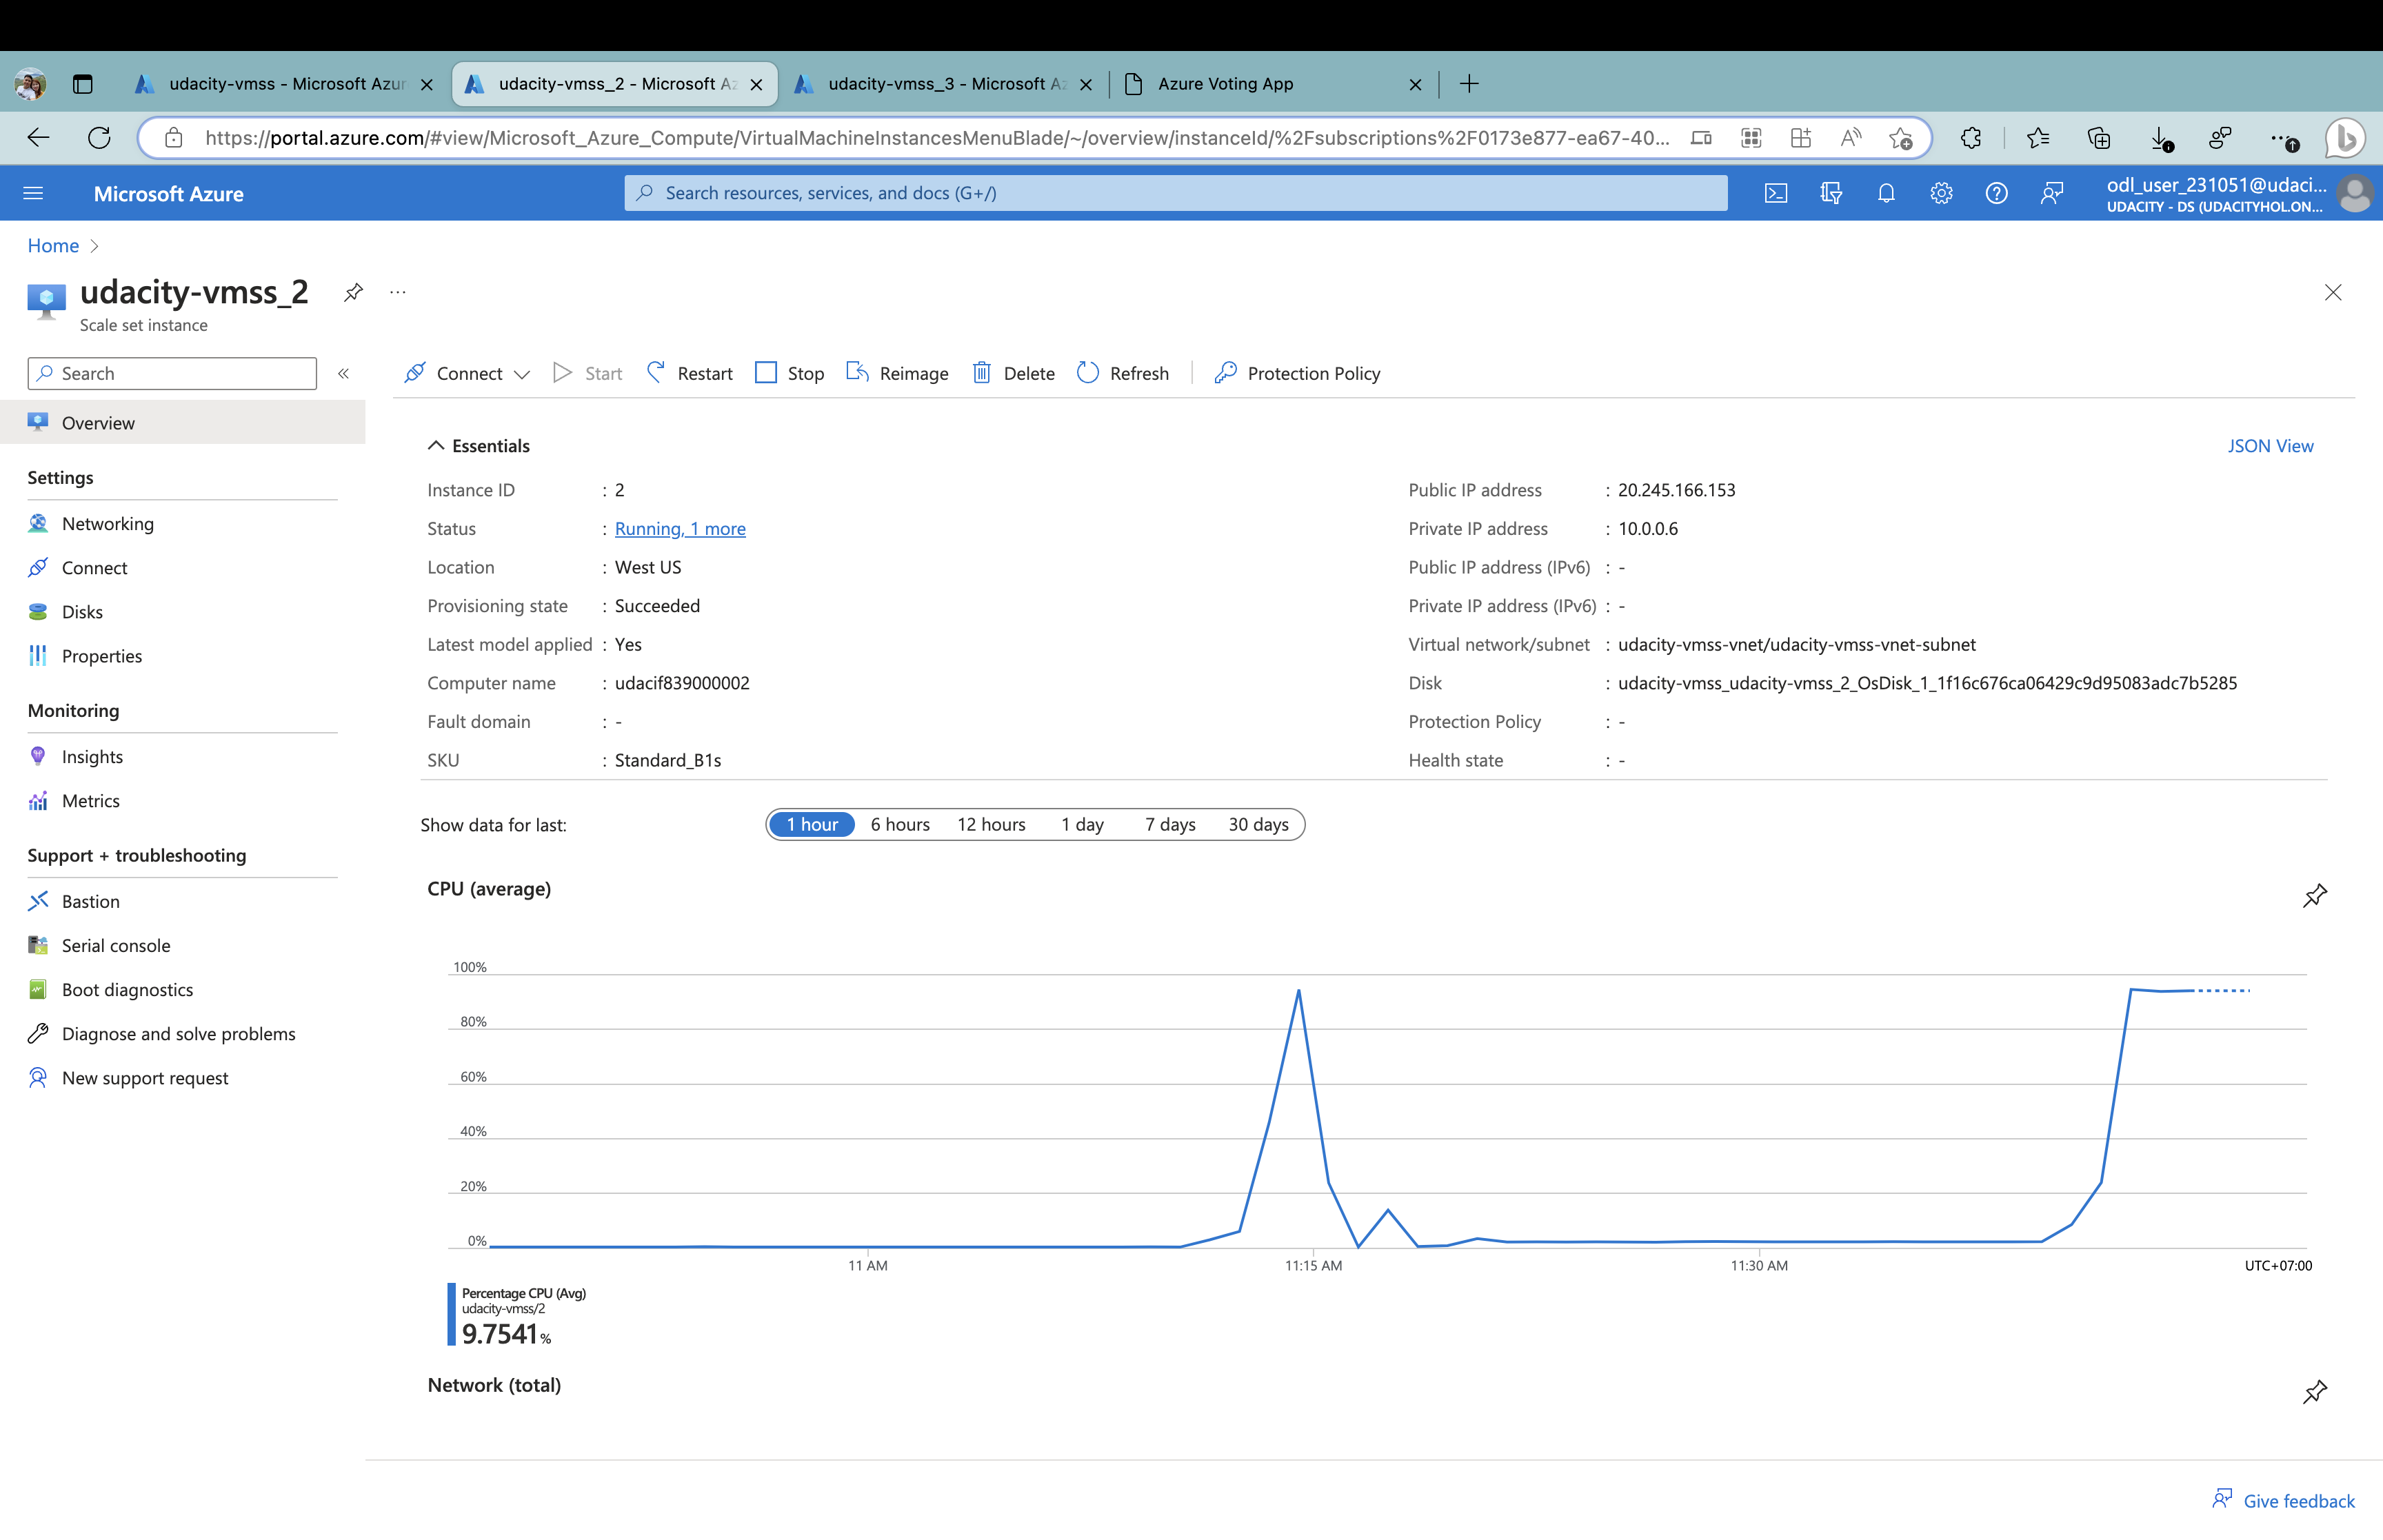 udacity-vmss - Microsoft Azur
udacity-vmss_2 - Microsoft Az
udacity-vmss_3 - Microsoft Az
Azure Voting App
https://portal.azure.com/#view/Microsoft_Azure_Compute/VirtualMachineInstancesMenuBlade/~/overview/instanceId/%2Fsubscriptions%2F0173e877-ea67-40...
Microsoft Azure
Search resources, services, and docs (G+/)
odl_user_231051@udaci...
UDACITY - DS (UDACITYHOL.ON...
Home
udacity-vmss_2
Scale set instance
Search
Connect
Start
Restart
Stop
Reimage
Delete
Refresh
Protection Policy
Overview
Settings
Networking
Connect
Disks
Properties
Monitoring
Insights
Metrics
Support + troubleshooting
Bastion
Serial console
Boot diagnostics
Diagnose and solve problems
New support request
Essentials
JSON View
Instance ID : 2
Status : Running, 1 more
Location : West US
Provisioning state : Succeeded
Latest model applied : Yes
Computer name : udacif839000002
Fault domain : -
SKU : Standard_B1s
Public IP address : 20.245.166.153
Private IP address : 10.0.0.6
Public IP address (IPv6) : -
Private IP address (IPv6) : -
Virtual network/subnet : udacity-vmss-vnet/udacity-vmss-vnet-subnet
Disk : udacity-vmss_udacity-vmss_2_OsDisk_1_1f16c676ca06429c9d95083adc7b5285
Protection Policy : -
Health state : -
Show data for last:
1 hour
6 hours
12 hours
1 day
7 days
30 days
CPU (average)
100%
80%
60%
40%
20%
0%
11 AM
11:15 AM
11:30 AM
UTC+07:00
Percentage CPU (Avg)
udacity-vmss/2
9.7541 %
Network (total)
Give feedback